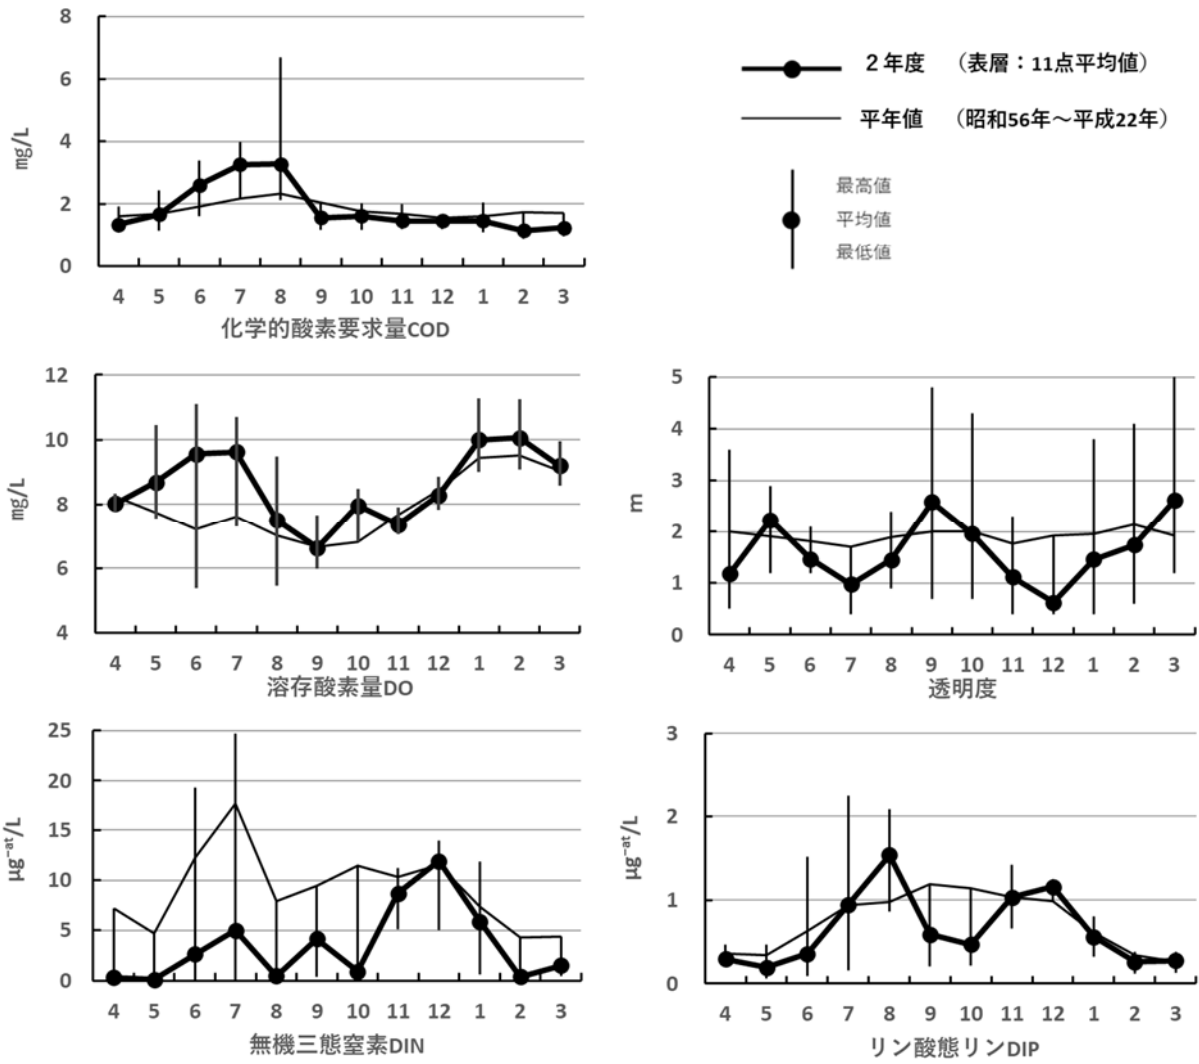 8
6
4
2
0
mg/L
4 5 6 7 8 9 10 11 12 1 2 3
化学的酸素要求量COD
2年度 （表層：11点平均値）
平年値 （昭和56年～平成22年）
最高値
平均値
最低値
12
10
8
6
4
mg/L
4 5 6 7 8 9 10 11 12 1 2 3
溶存酸素量DO
5
4
3
2
1
0
m
4 5 6 7 8 9 10 11 12 1 2 3
透明度
25
20
15
10
5
0
μg⁻ᵃᵗ/L
4 5 6 7 8 9 10 11 12 1 2 3
無機三態窒素DIN
3
2
1
0
μg⁻ᵃᵗ/L
4 5 6 7 8 9 10 11 12 1 2 3
リン酸態リンDIP